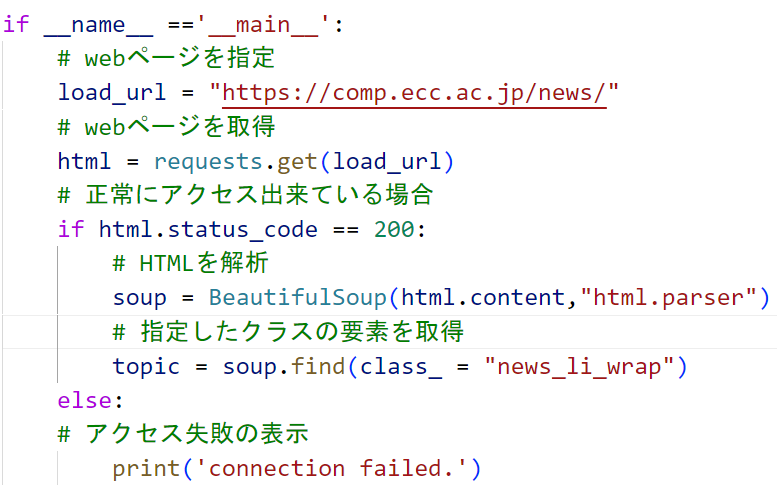 if __name__ =='__main__':
# webページを指定
load_url = "https://comp.ecc.ac.jp/news/"
# webページを取得
html = requests.get(load_url)
# 正常にアクセス出来ている場合
if html.status_code == 200:
# HTMLを解析
soup = BeautifulSoup(html.content,"html.parser")
# 指定したクラスの要素を取得
topic = soup.find(class_ = "news_li_wrap")
else:
# アクセス失敗の表示
print('connection failed.')